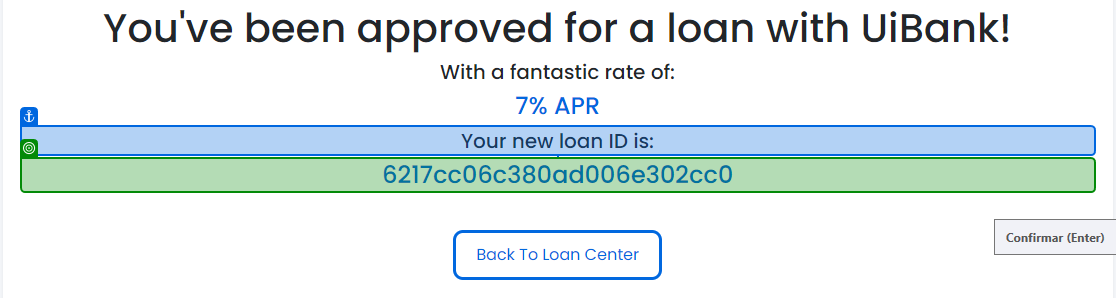 You've been approved for a loan with UiBank!
With a fantastic rate of:
7% APR
Your new loan ID is:
6217cc06c380ad006e302cc0
Back To Loan Center
Confirmar (Enter)